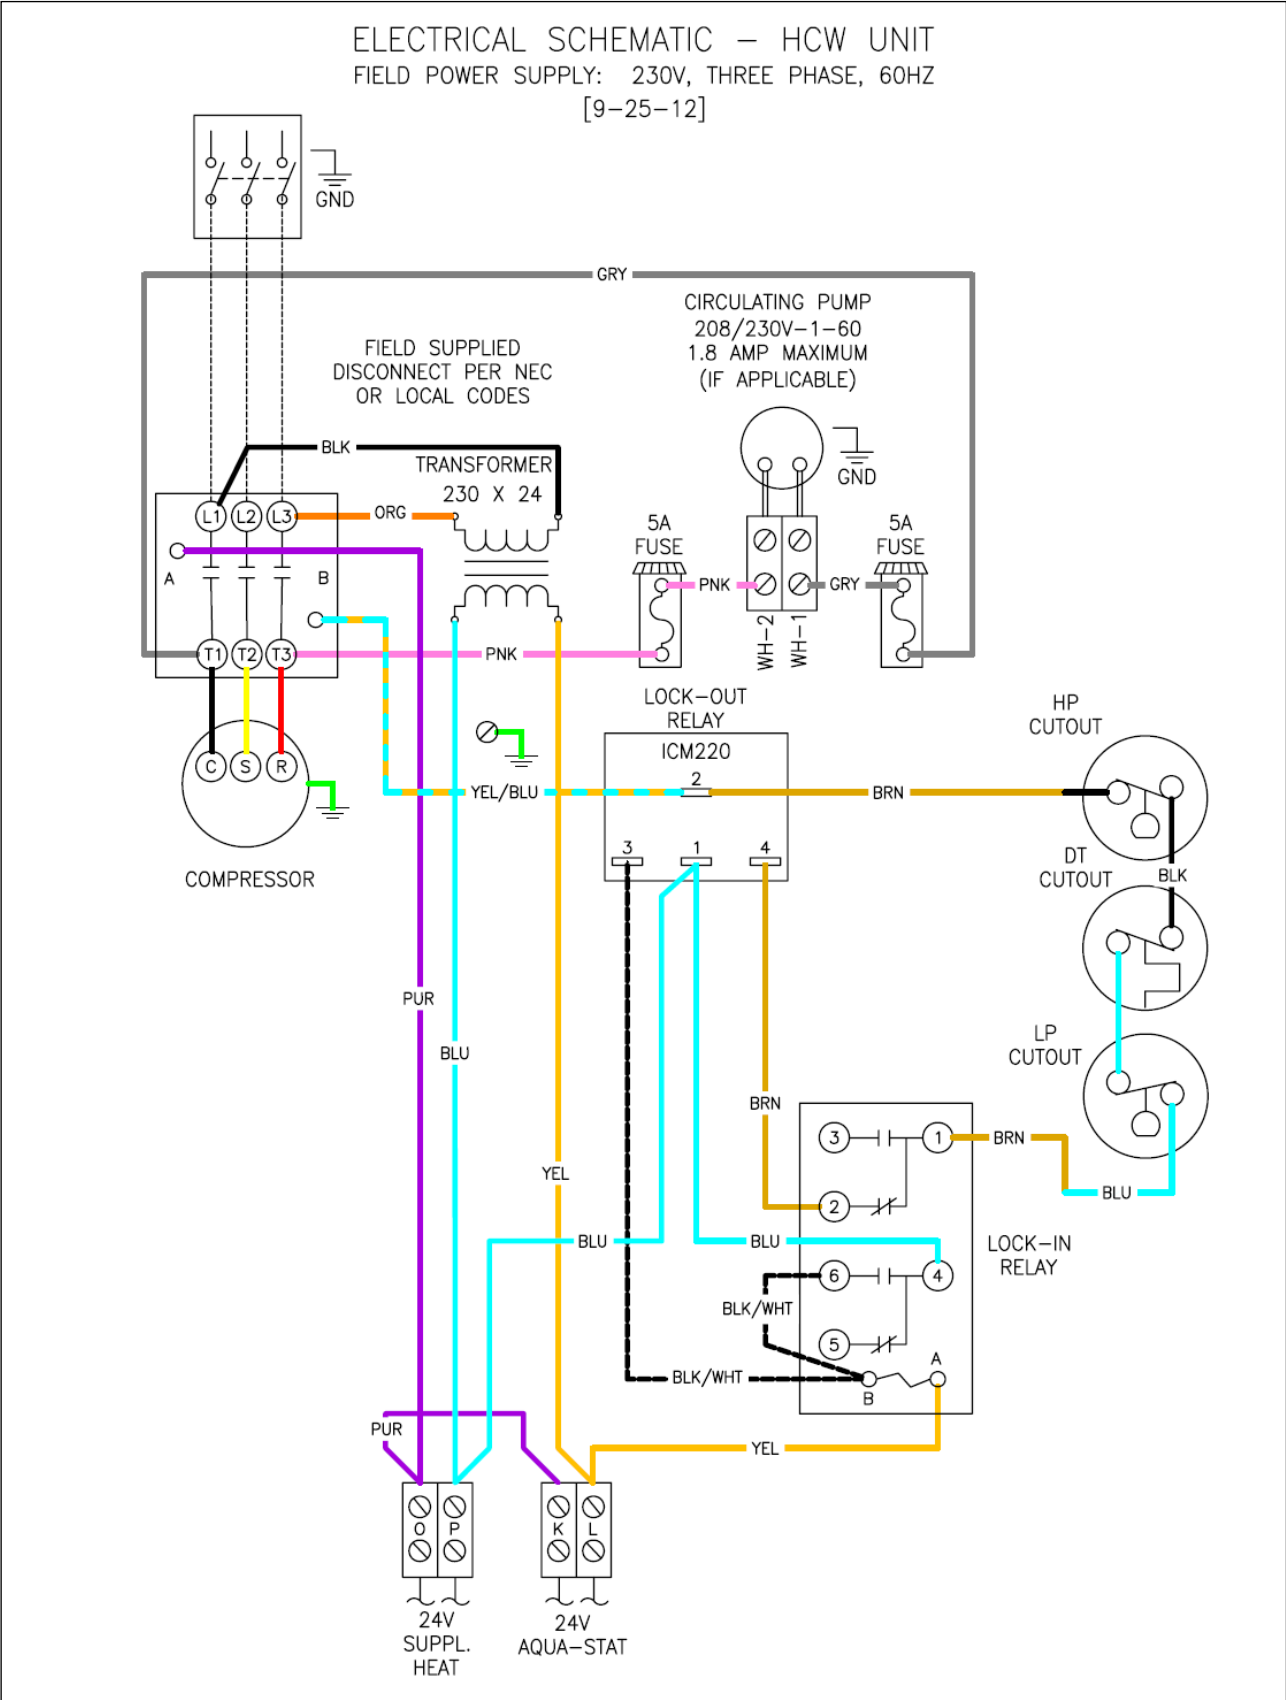 ELECTRICAL SCHEMATIC – HCW UNIT
FIELD POWER SUPPLY: 230V, THREE PHASE, 60HZ
[9–25–12]
GND
GRY
CIRCULATING PUMP
208/230V–1–60
1.8 AMP MAXIMUM
(IF APPLICABLE)
FIELD SUPPLIED
DISCONNECT PER NEC
OR LOCAL CODES
BLK
TRANSFORMER
230 X 24
GND
L1 L2 L3
ORG
5A
FUSE
5A
FUSE
A
B
PNK
GRY
WH–2
WH–1
T1 T2 T3
PNK
LOCK–OUT
RELAY
ICM220
HP
CUTOUT
C S R
2
YEL/BLU
BRN
3
1
4
COMPRESSOR
DT
CUTOUT
BLK
PUR
BLU
LP
CUTOUT
BRN
3
1
BRN
YEL
BLU
2
BLU
BLU
LOCK–IN
RELAY
6
4
BLK/WHT
5
A
BLK/WHT
B
PUR
YEL
O P
K L
24V
SUPPL.
HEAT
24V
AQUA–STAT